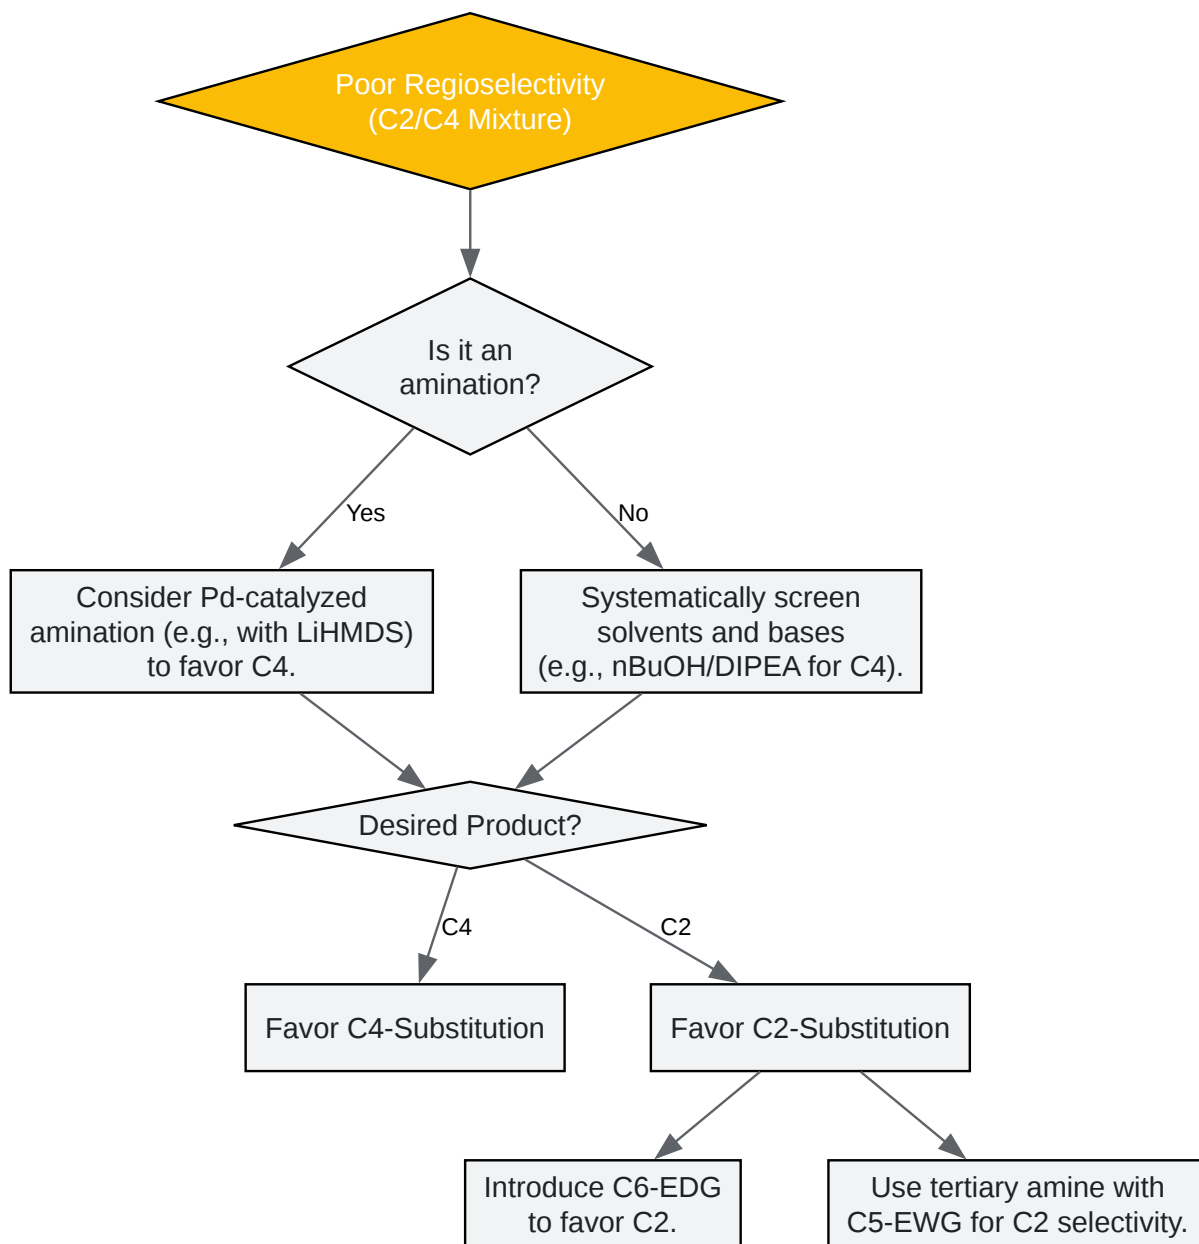 Poor Regioselectivity
(C2/C4 Mixture)
Is it an
amination?
Yes
No
Consider Pd-catalyzed
amination (e.g., with LiHMDS)
to favor C4.
Systematically screen
solvents and bases
(e.g., nBuOH/DIPEA for C4).
Desired Product?
C4
C2
Favor C4-Substitution
Favor C2-Substitution
Introduce C6-EDG
to favor C2.
Use tertiary amine with
C5-EWG for C2 selectivity.